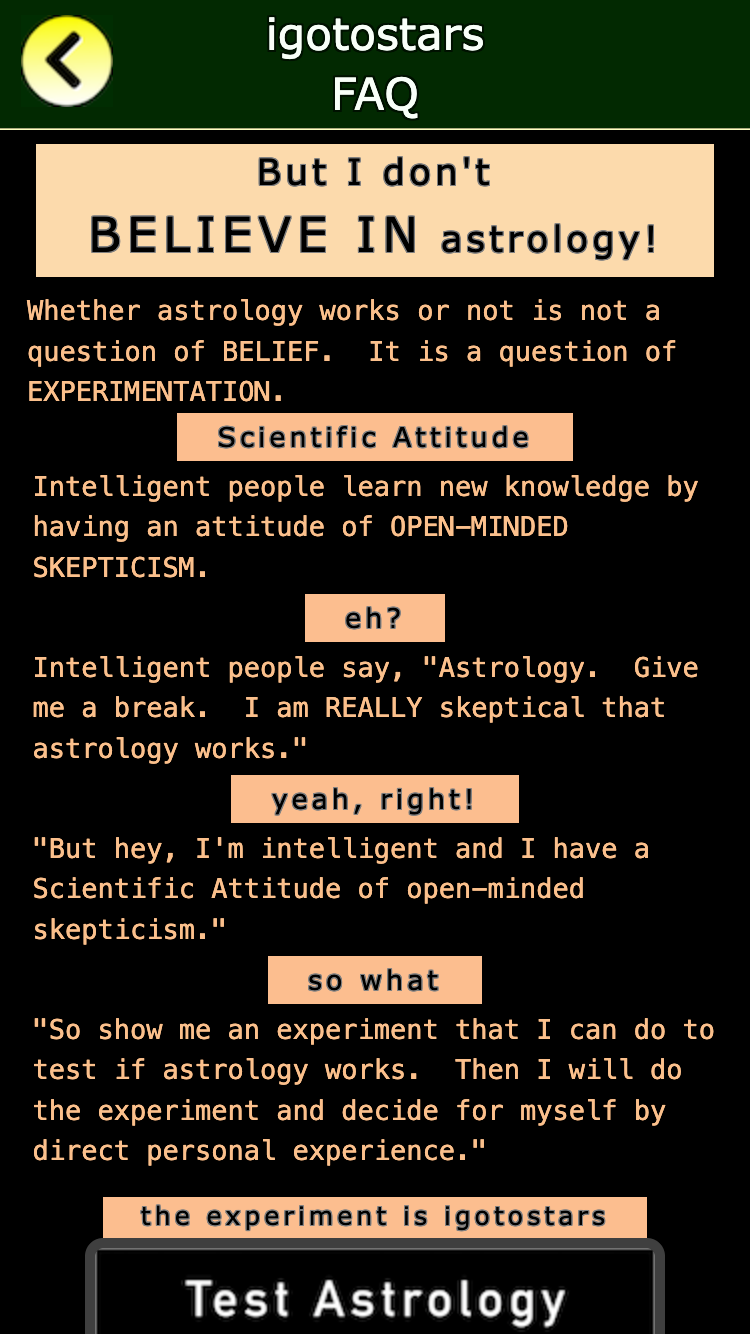 igotostars
FAQ
But I don't
BELIEVE IN astrology!
Whether astrology works or not is not a
question of BELIEF.  It is a question of
EXPERIMENTATION.
Scientific Attitude
Intelligent people learn new knowledge by
having an attitude of OPEN-MINDED
SKEPTICISM.
eh?
Intelligent people say, "Astrology.  Give
me a break.  I am REALLY skeptical that
astrology works."
yeah, right!
"But hey, I'm intelligent and I have a
Scientific Attitude of open-minded
skepticism."
so what
"So show me an experiment that I can do to
test if astrology works.  Then I will do
the experiment and decide for myself by
direct personal experience."
the experiment is igotostars
Test Astrology